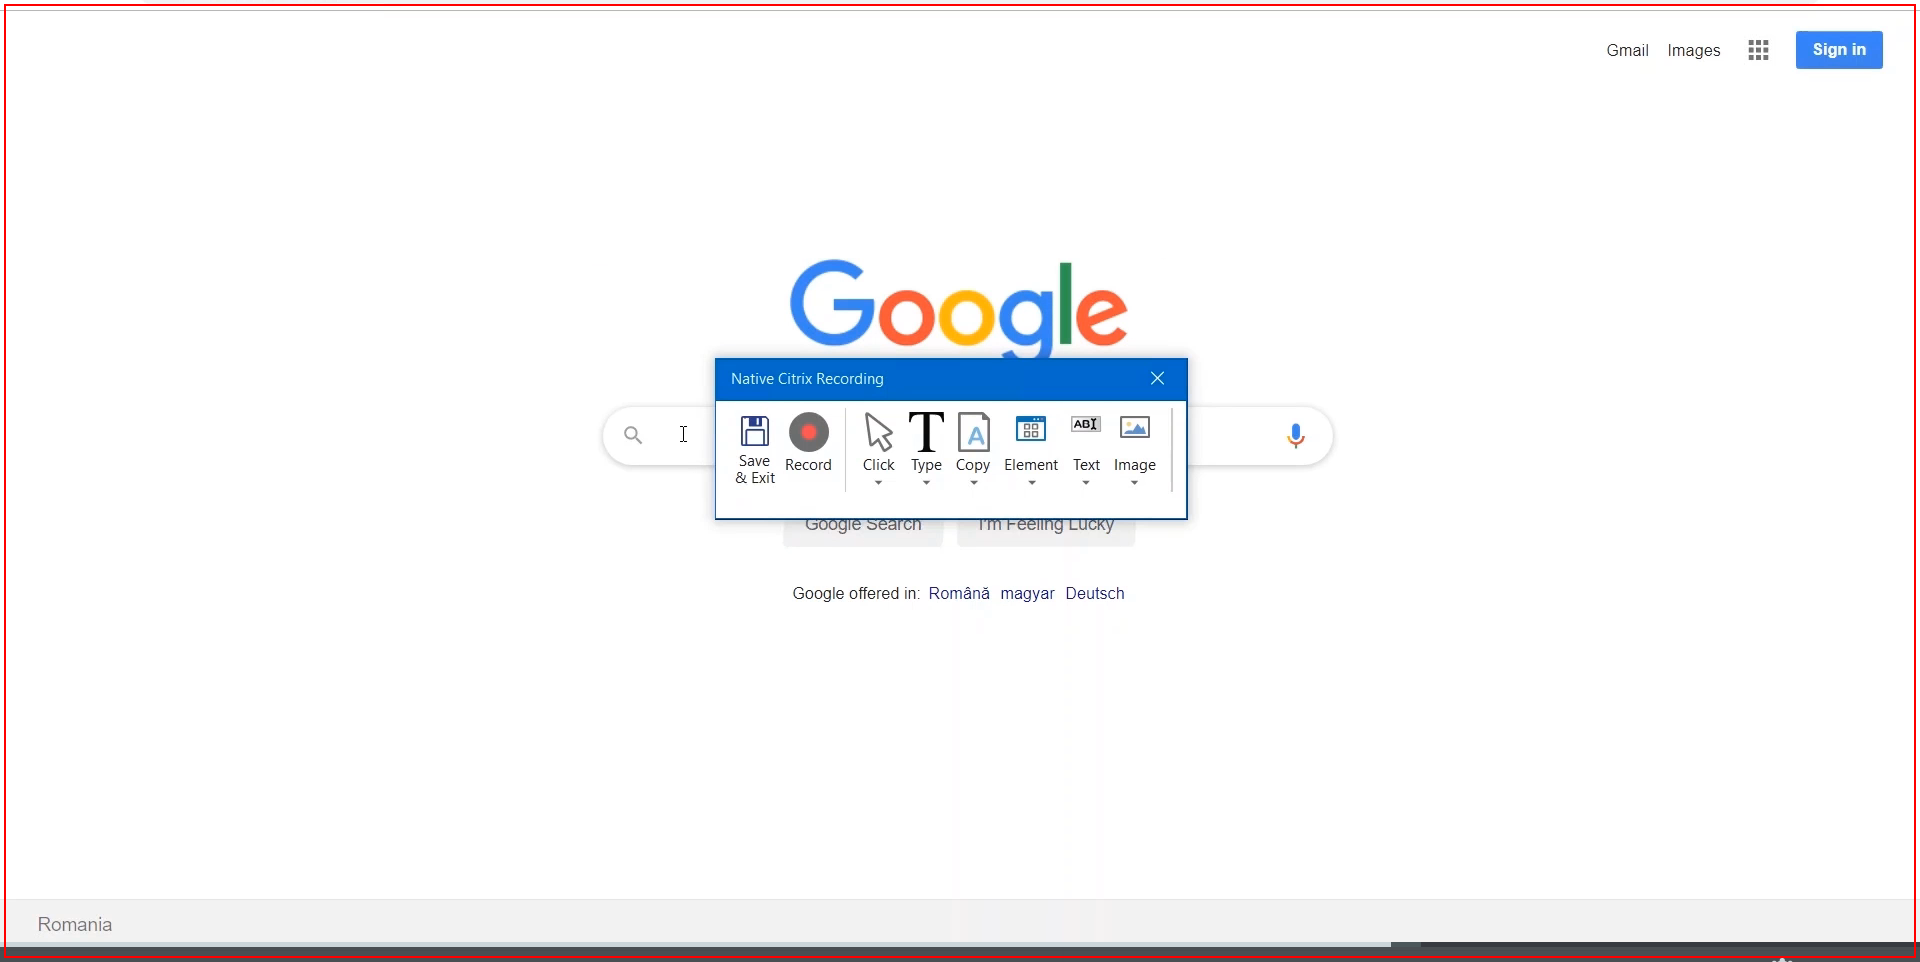 Gmail Images Sign in
Google
Native Citrix Recording
Save & Exit
Record
Click
Type
Copy
Element
ABI
Text
Image
Google Search I'm Feeling Lucky
Google offered in: Română magyar Deutsch
Romania